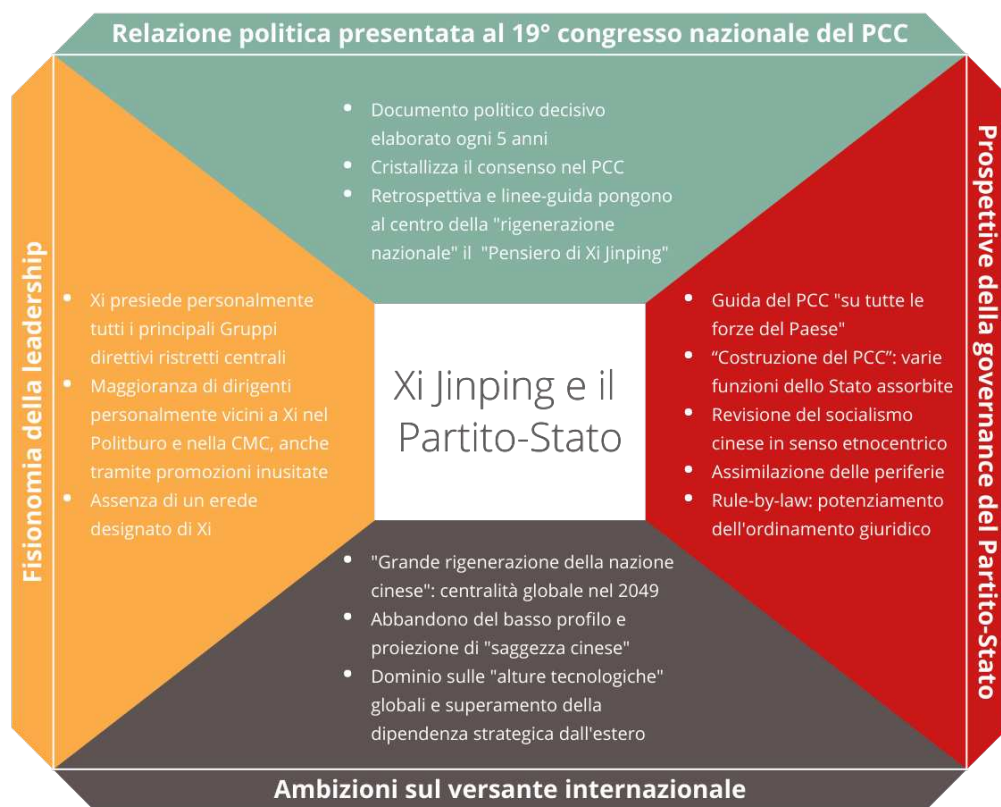 Relazione politica presentata al 19° congresso nazionale del PCC
• Documento politico decisivo
elaborato ogni 5 anni
• Cristallizza il consenso nel PCC
• Retrospettiva e linee-guida pongono
al centro della "rigenerazione
nazionale" il "Pensiero di Xi Jinping"
Fisionomia della leadership
• Xi presiede personalmente
tutti i principali Gruppi
direttivi ristretti centrali
• Maggioranza di dirigenti
personalmente vicini a Xi nel
Politburo e nella CMC, anche
tramite promozioni inusitate
• Assenza di un erede
designato di Xi
Xi Jinping e il
Partito-Stato
• Guida del PCC "su tutte le
forze del Paese"
• “Costruzione del PCC”: varie
funzioni dello Stato assorbite
• Revisione del socialismo
cinese in senso etnocentrico
• Assimilazione delle periferie
• Rule-by-law: potenziamento
dell'ordinamento giuridico
Prospettive della governance del Partito-Stato
• "Grande rigenerazione della nazione
cinese": centralità globale nel 2049
• Abbandono del basso profilo e
proiezione di "saggezza cinese"
• Dominio sulle "alture tecnologiche"
globali e superamento della
dipendenza strategica dall'estero
Ambizioni sul versante internazionale